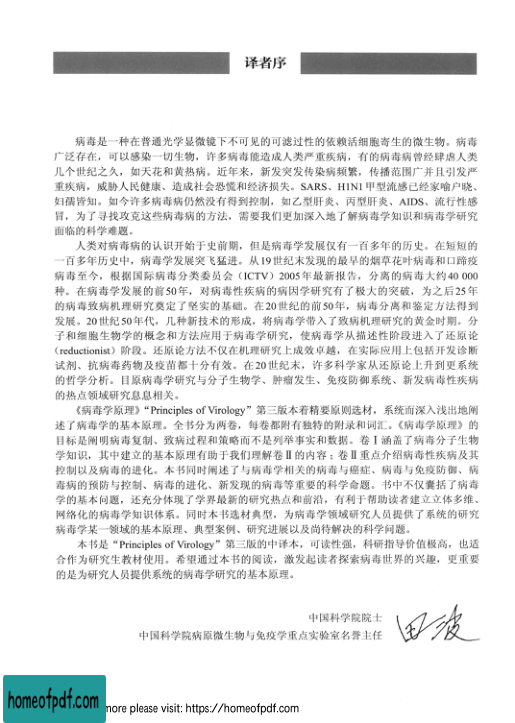 译者序
病毒是一种在普通光学显微镜下不可见的可滤过性的依赖活细胞寄生的微生物。病毒
广泛存在，可以感染一切生物，许多病毒能造成人类严重疾病，有的病毒病曾经肆虐人类
几个世纪之久，如天花和黄热病。近年来，新发突发传染病频繁，传播范围广并且引发严
重疾病，威胁人民健康、造成社会恐慌和经济损失。SARS、H1N1甲型流感已经家喻户晓、
妇孺皆知。如今许多病毒病仍然没有得到控制，如乙型肝炎、丙型肝炎、AIDS、流行性感
冒，为了寻找攻克这些病毒病的方法，需要我们更加深入地了解病毒学知识和病毒学研究
面临的科学难题。
人类对病毒病的认识开始于史前期，但是病毒学发展仅有一百多年的历史。在短短的
一百多年历史中，病毒学发展突飞猛进。从19世纪末发现的最早的烟草花叶病毒和口蹄疫
病毒至今，根据国际病毒分类委员会（ICTV）2005年最新报告，分离的病毒大约40 000
种。在病毒学发展的前50年，对病毒性疾病的病因学研究有了极大的突破，为之后25年
的病毒致病机理研究奠定了坚实的基础。在20世纪的前50年，病毒分离和鉴定方法得到
发展。20世纪50年代，几种新技术的形成，将病毒学带入了致病机理研究的黄金时期。分
子和细胞生物学的概念和方法应用于病毒学研究，使病毒学从描述性阶段进入了还原论
（reductionist）阶段。还原论方法不仅在机理研究上成效卓越，在实际应用上包括开发诊断
试剂、抗病毒药物及疫苗都十分有效。在20世纪末，许多科学家从还原论上升到更系统
的哲学分析。目原病毒学研究与分子生物学、肿瘤发生、免疫防御系统、新发病毒性疾病
的热点领域研究息息相关。
《病毒学原理》“Principles of Virology”第三版本着精要原则选材，系统而深入浅出地阐
述了病毒学的基本原理。全书分为两卷，每卷都附有独特的附录和词汇。《病毒学原理》的
目标是阐明病毒复制、致病过程和策略而不是列举事实和数据。卷Ⅰ涵盖了病毒分子生物
学知识，其中建立的基本原理有助于我们理解卷Ⅱ的内容；卷Ⅱ重点介绍病毒性疾病及其
控制以及病毒的进化。本书同时阐述了与病毒学相关的病毒与癌症、病毒与免疫防御、病
毒病的预防与控制、病毒的进化、新发现的病毒等重要的科学命题。书中不仅囊括了病毒
学的基本问题，还充分体现了学界最新的研究热点和前沿，有利于帮助读者建立立体多维、
网络化的病毒学知识体系。同时本书选材典型，为病毒学领域研究人员提供了系统的研究
病毒学某一领域的基本原理、典型案例、研究进展以及尚待解决的科学问题。
本书是“Principles of Virology”第三版的中译本，可读性强，科研指导价值极高，也适
合作为研究生教材使用。希望通过本书的阅读，激发起读者探索病毒世界的兴趣，更重要
的是为研究人员提供系统的病毒学研究的基本原理。
中国科学院院士
中国科学院病原微生物与免疫学重点实验室名誉主任
田波
homeofpdf.com
more please visit: https://homeofpdf.com